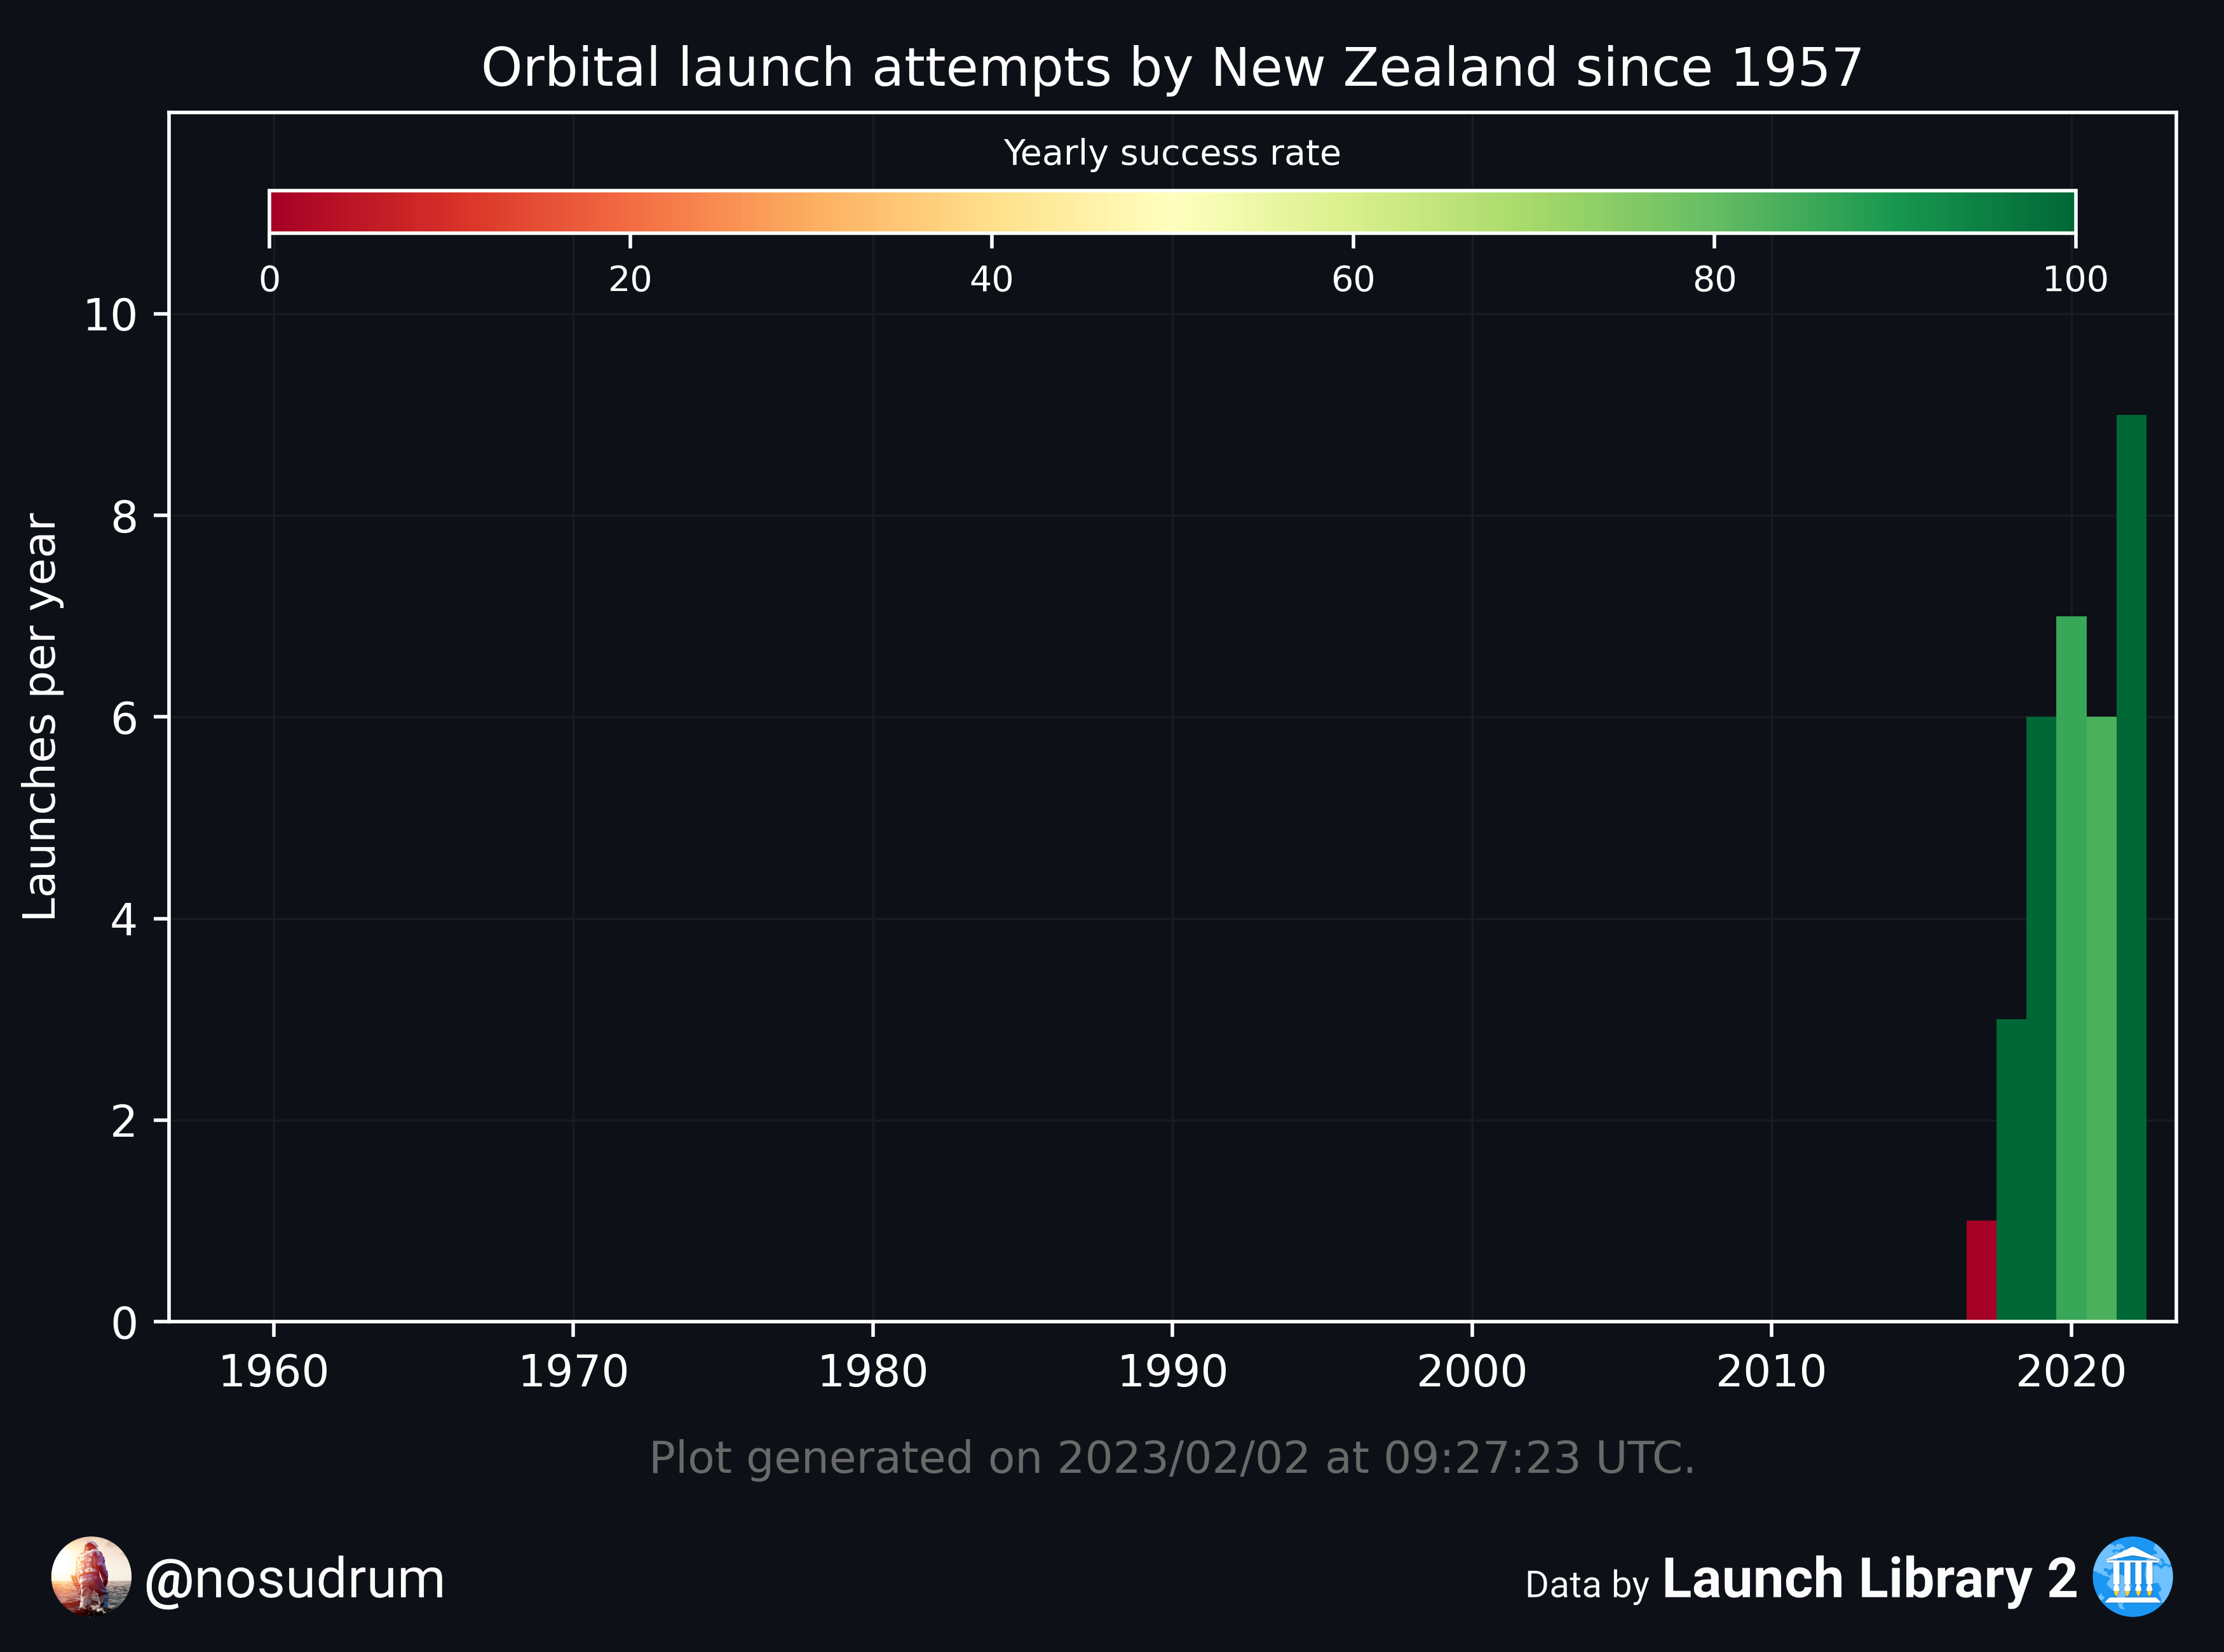 Orbital launch attempts by New Zealand since 1957
Yearly success rate
0 20 40 60 80 100
Launches per year
10
8
6
4
2
0
1960 1970 1980 1990 2000 2010 2020
Plot generated on 2023/02/02 at 09:27:23 UTC.
@nosudrum
Data by Launch Library 2